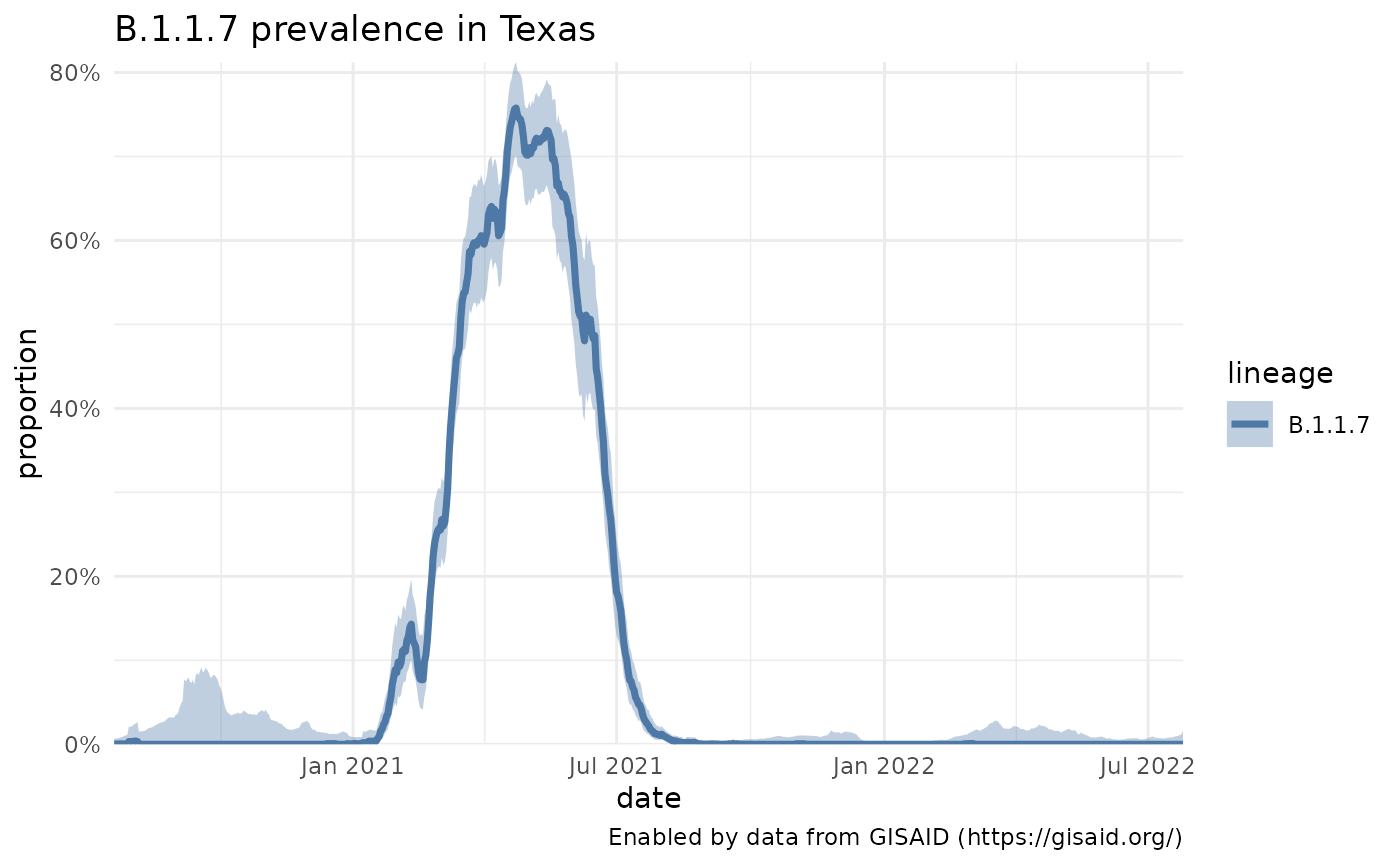 B.1.1.7 prevalence in Texas
80%
60%
40%
20%
0%
proportion
Jan 2021
Jul 2021
Jan 2022
Jul 2022
date
lineage
B.1.1.7
Enabled by data from GISAID (https://gisaid.org/)